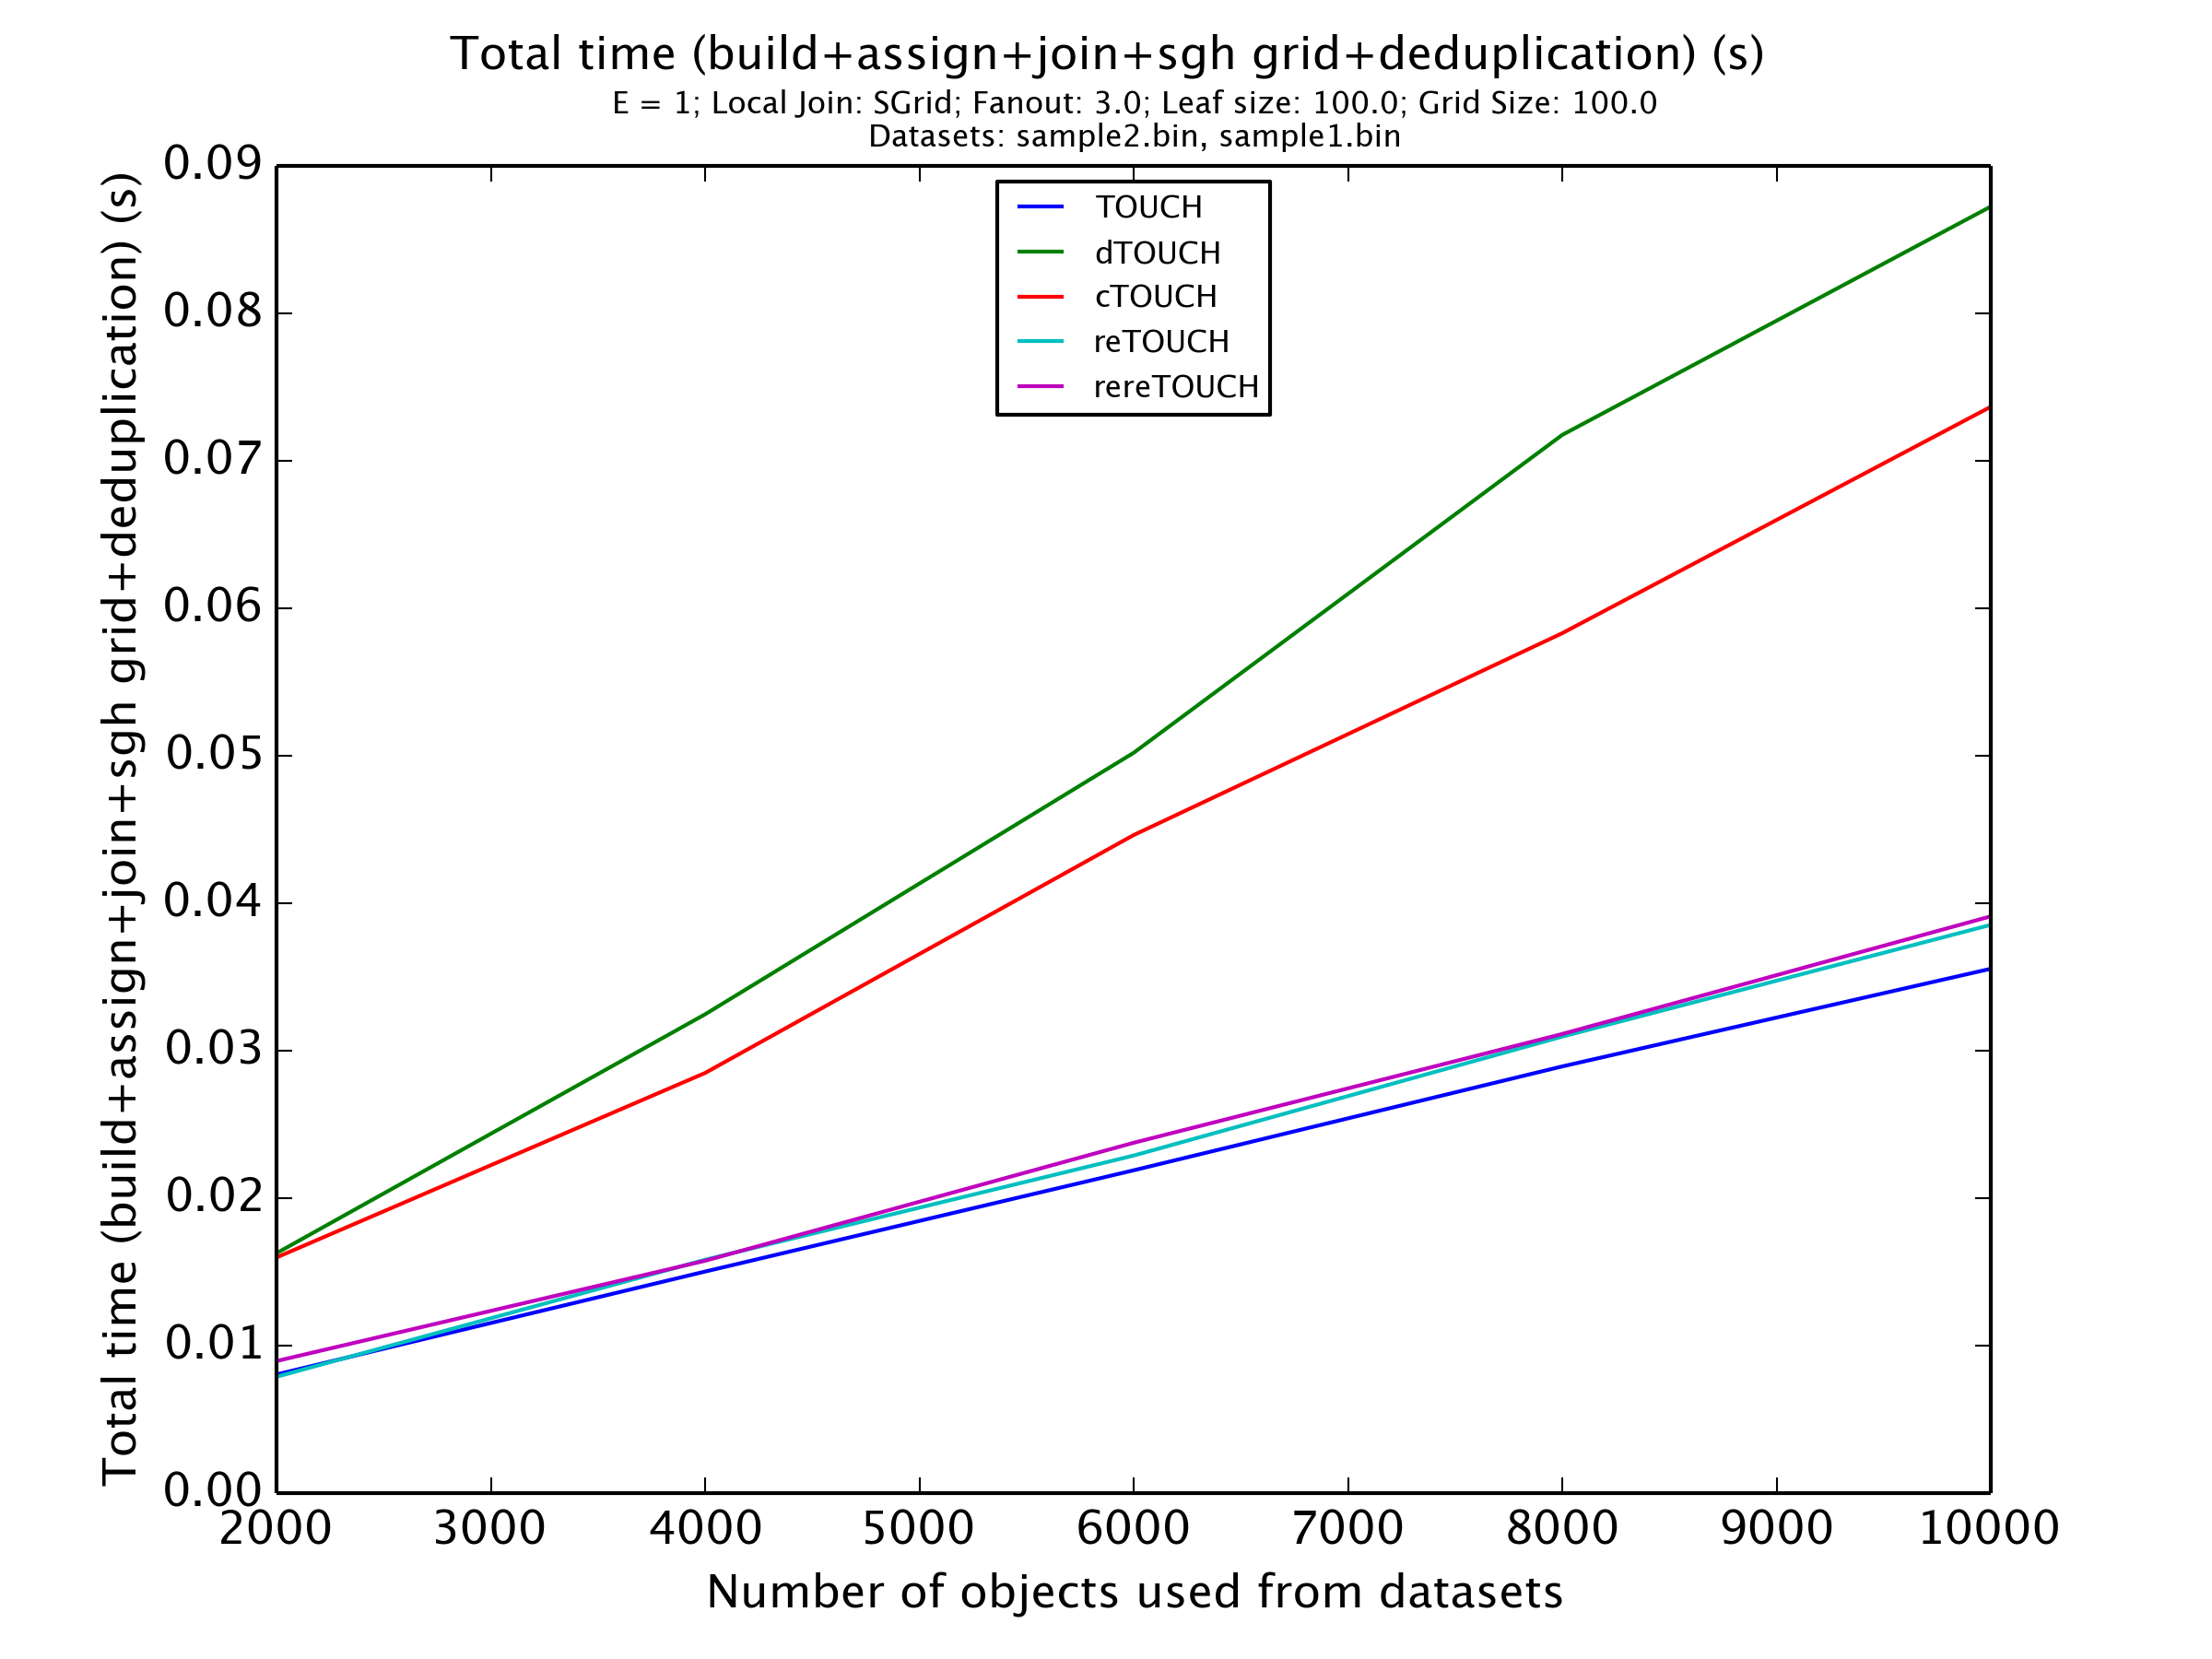 Total time (build+assign+join+sgh grid+deduplication) (s)
E = 1; Local Join: SGrid; Fanout: 3.0; Leaf size: 100.0; Grid Size: 100.0
Datasets: sample2.bin, sample1.bin
Total time (build+assign+join+sgh grid+deduplication) (s)
0.09
0.08
0.07
0.06
0.05
0.04
0.03
0.02
0.01
0.00
TOUCH
dTOUCH
cTOUCH
reTOUCH
rereTOUCH
2000 3000 4000 5000 6000 7000 8000 9000 10000
Number of objects used from datasets